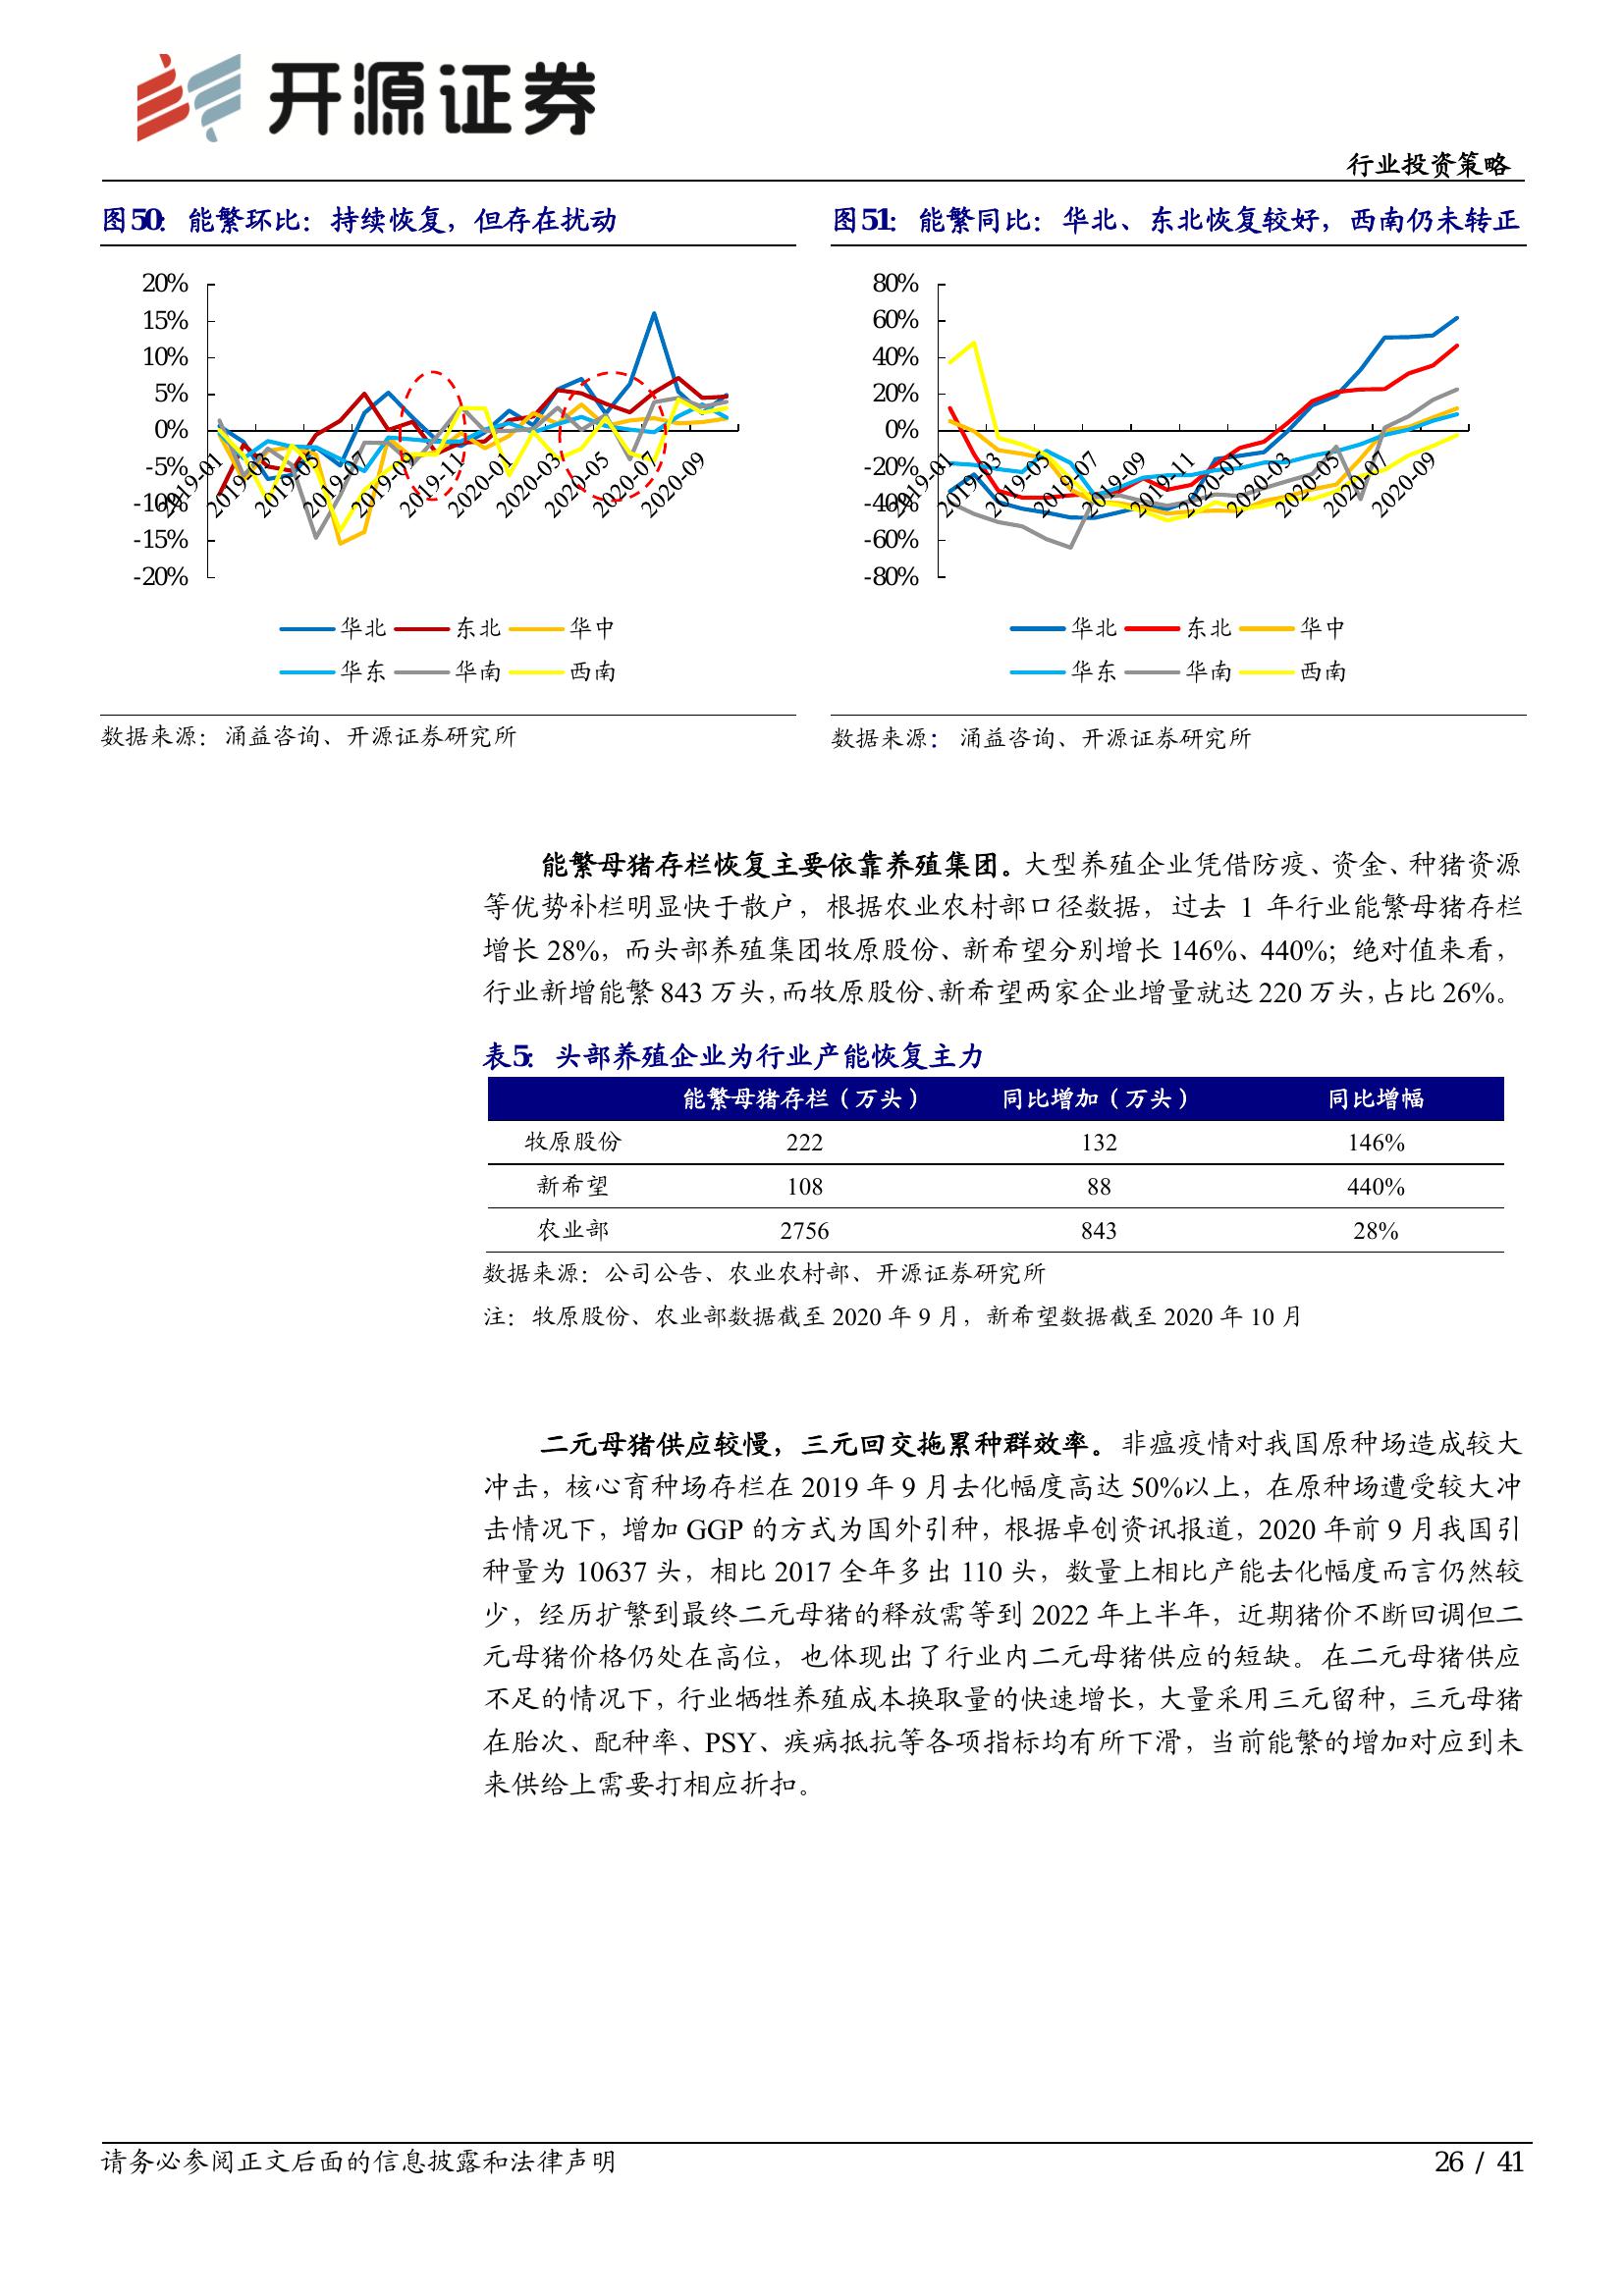 开源证券
行业投资策略
图50：能繁环比：持续恢复，但存在扰动
20%
15%
10%
5%
0%
-5%
-10%
-15%
-20%
2019-01
2019-03
2019-05
2019-07
2019-09
2019-11
2020-01
2020-03
2020-05
2020-07
2020-09
华北 东北 华中
华东 华南 西南
数据来源：涌益咨询、开源证券研究所
图51：能繁同比：华北、东北恢复较好，西南仍未转正
80%
60%
40%
20%
0%
-20%
-40%
-60%
-80%
2019-01
2019-03
2019-05
2019-07
2019-09
2019-11
2020-01
2020-03
2020-05
2020-07
2020-09
华北 东北 华中
华东 华南 西南
数据来源：涌益咨询、开源证券研究所
能繁母猪存栏恢复主要依靠养殖集团。大型养殖企业凭借防疫、资金、种猪资源
等优势补栏明显快于散户，根据农业农村部口径数据，过去 1 年行业能繁母猪存栏
增长 28%，而头部养殖集团牧原股份、新希望分别增长 146%、440%；绝对值来看，
行业新增能繁 843 万头，而牧原股份、新希望两家企业增量就达 220 万头，占比 26%。
表5：头部养殖企业为行业产能恢复主力
能繁母猪存栏（万头） 同比增加（万头） 同比增幅
牧原股份 222 132 146%
新希望 108 88 440%
农业部 2756 843 28%
数据来源：公司公告、农业农村部、开源证券研究所
注：牧原股份、农业部数据截至 2020 年 9 月，新希望数据截至 2020 年 10 月
二元母猪供应较慢，三元回交拖累种群效率。非瘟疫情对我国原种场造成较大
冲击，核心育种场存栏在 2019 年 9 月去化幅度高达 50%以上，在原种场遭受较大冲
击情况下，增加 GGP 的方式为国外引种，根据卓创资讯报道，2020 年前 9 月我国引
种量为 10637 头，相比 2017 全年多出 110 头，数量上相比产能去化幅度而言仍然较
少，经历扩繁到最终二元母猪的释放需等到 2022 年上半年，近期猪价不断回调但二
元母猪价格仍处在高位，也体现出了行业内二元母猪供应的短缺。在二元母猪供应
不足的情况下，行业牺牲养殖成本换取量的快速增长，大量采用三元留种，三元母猪
在胎次、配种率、PSY、疾病抵抗等各项指标均有所下滑，当前能繁的增加对应到未
来供给上需要打相应折扣。
请务必参阅正文后面的信息披露和法律声明
26 / 41